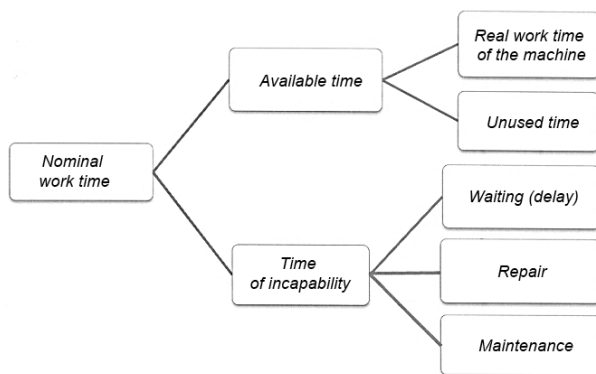 Real work time
of the machine
Available time
Unused time
Nominal
work time
Waiting (delay)
Time
of incapability
Repair
Maintenance